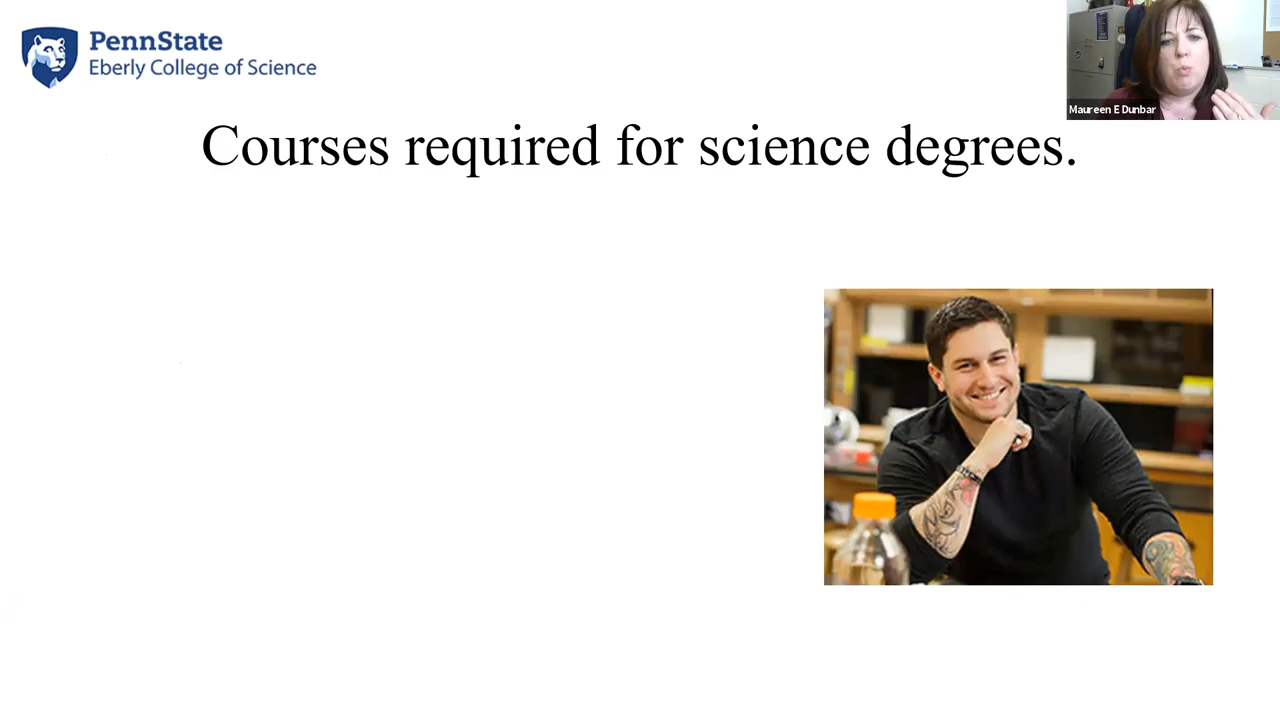 PennState
Eberly College of Science
Maureen E Dunbar
Courses required for science degrees.